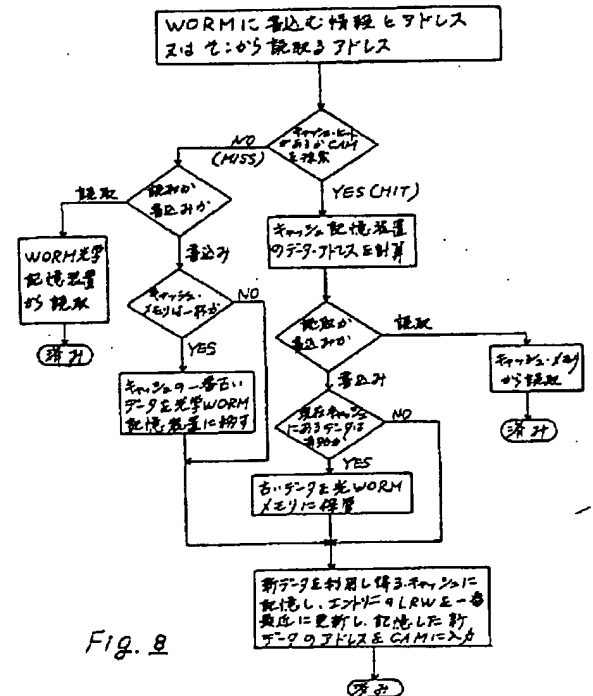 WORMに書込む情報とアドレス
又はそこから読取るアドレス
キャッシュ・ヒット
があるかCAM
を検索
NO
(MISS)
YES(HIT)
読取か
書込みか
読取
書込み
WORM光学
記憶装置
から読取
済み
キャッシュ・
メモリは一杯か
NO
YES
キャッシュの一番古い
データを光学WORM
記憶装置に移す
キャッシュ記憶装置
のデータ・アドレスを計算
読取か
書込みか
読取
書込み
キャッシュ・メモリ
から読取
済み
現在キャッシュ
にあるデータは
NO
YES
古いデータを光WORM
メモリに保管
新データを利用し得る、キャッシュに
記憶し、エントリーのLRWを一番
最近に更新し、記憶した新
データのアドレスをCAMに入力
済み
Fig. 8